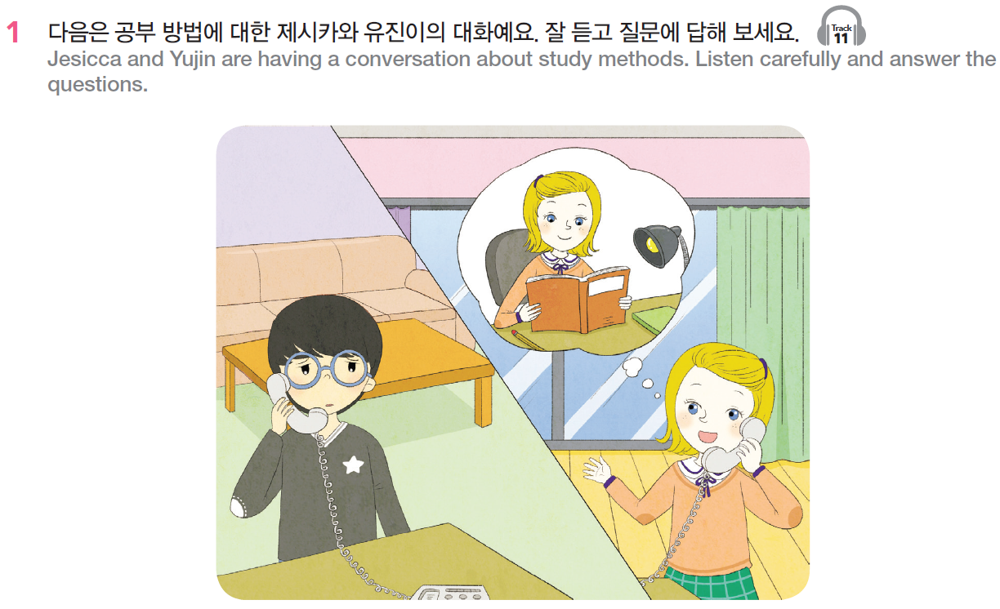 1 다음은 공부 방법에 대한 제시카와 유진이의 대화예요. 잘 듣고 질문에 답해 보세요. Track 11
Jesicca and Yujin are having a conversation about study methods. Listen carefully and answer the
questions.